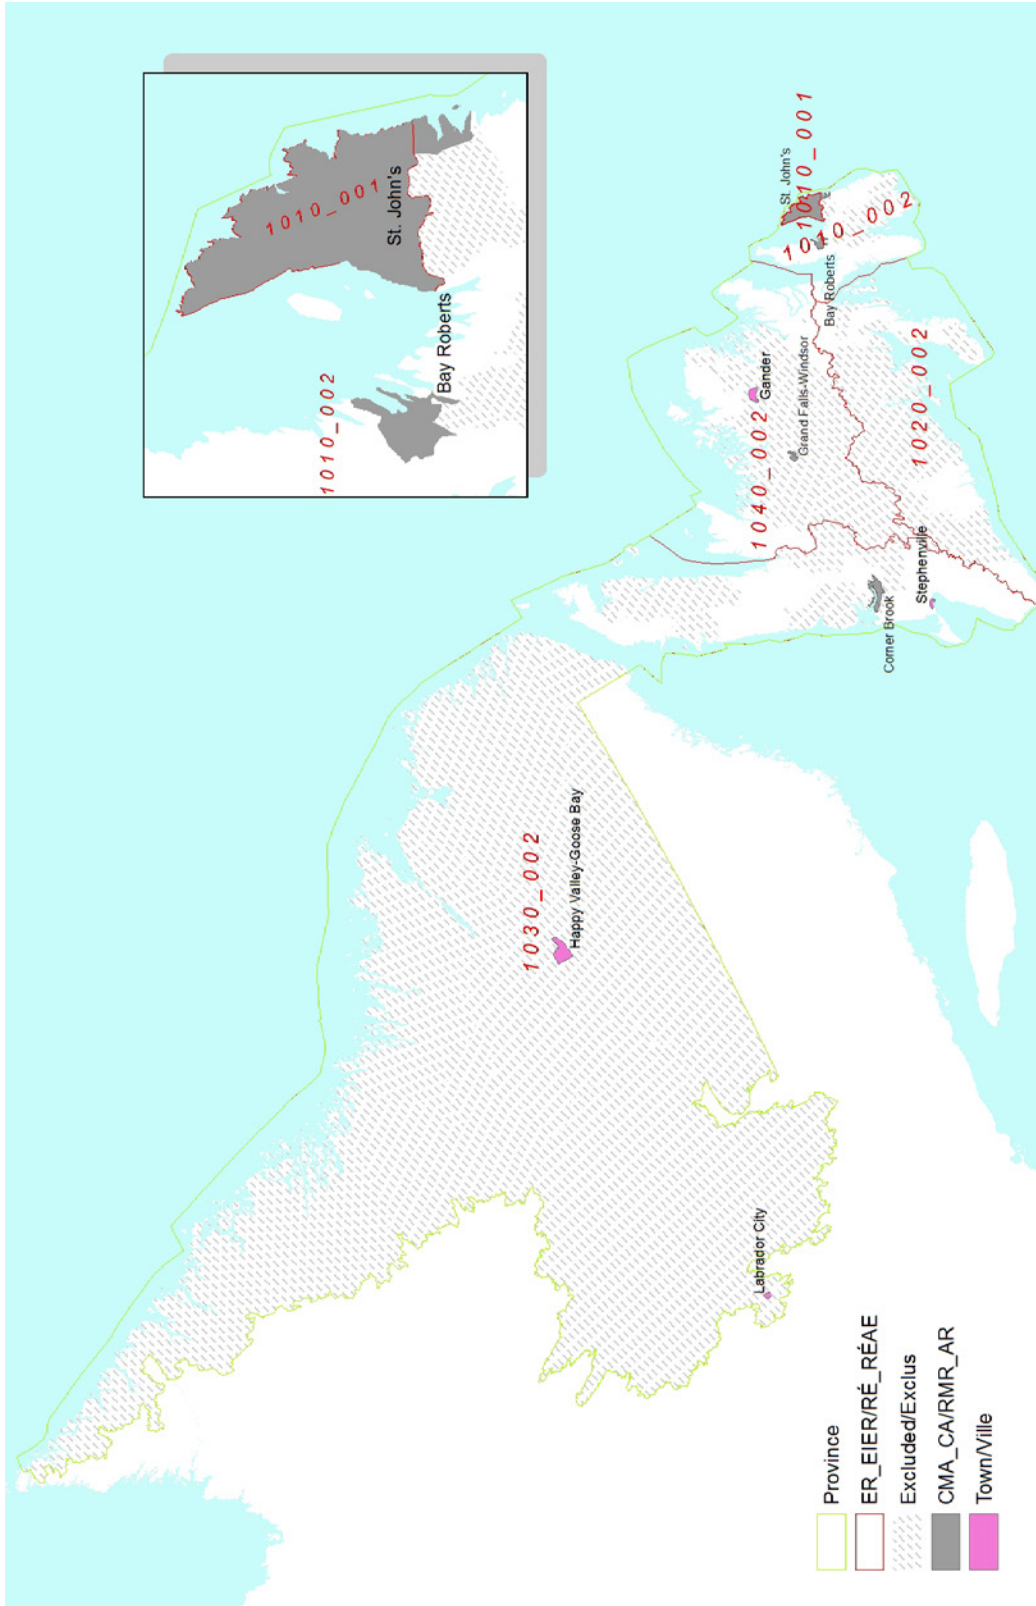 1010_001
St. John's
1010_002
Bay Roberts
St. John's
1010_001
1010_002
Bay Roberts
Gander
1040_002
Grand Falls-Windsor
1020_002
Stephenville
Corner Brook
1030_002
Happy Valley-Goose Bay
Labrador City
Province
ER_EIER/RÉ_RÉAE
Excluded/Exclus
CMA_CA/RMR_AR
Town/Ville